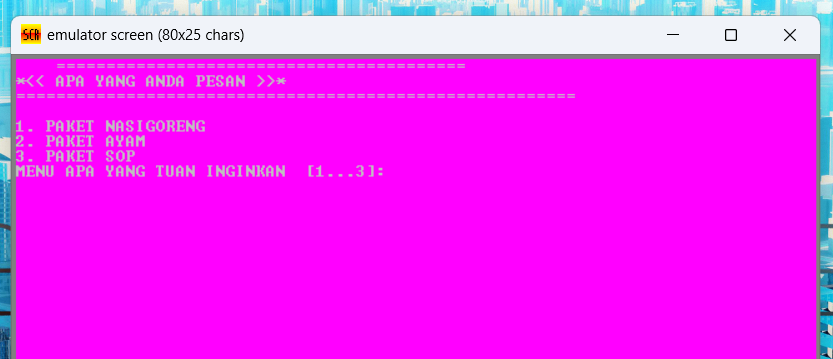 SCR emulator screen (80x25 chars)
=========================================
*<< APA YANG ANDA PESAN >>*
========================================================
1. PAKET NASIGORENG
2. PAKET AYAM
3. PAKET SOP
MENU APA YANG TUAN INGINKAN  [1...3]: